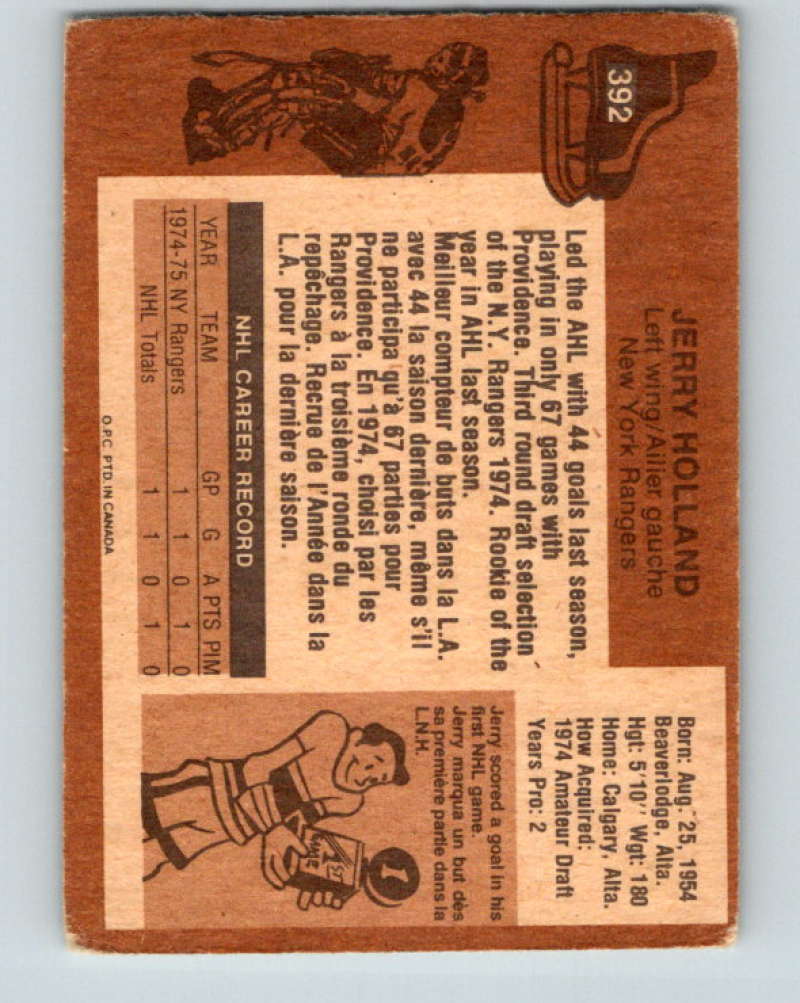 392
JERRY HOLLAND
Left wing/Ailier gauche
New York Rangers
Led the AHL with 44 goals last season,
playing in only 67 games with
Providence. Third round draft selection
of the N.Y. Rangers 1974. Rookie of the
year in AHL last season.
Meilleur compteur de buts dans la L.A.
avec 44 la saison dernière, même s'il
ne participa qu'à 67 parties pour
Providence. En 1974, choisi par les
Rangers à la troisième ronde du
repêchage. Recrue de l'Année dans la
L.A. pour la dernière saison.
NHL CAREER RECORD
YEAR TEAM GP G A PTS PIM
1974-75 NY Rangers 1 1 0 1 0
NHL Totals 1 1 0 1 0
O.P.C. PTD. IN CANADA
Born: Aug. 25, 1954
Beaverlodge, Alta.
Hgt: 5'10" Wgt: 180
Home: Calgary, Alta.
How Acquired:
1974 Amateur Draft
Years Pro: 2
Jerry scored a goal in his
first NHL game.
Jerry marqua un but dès
sa première partie dans la
L.N.H.
1
1ST
GAME